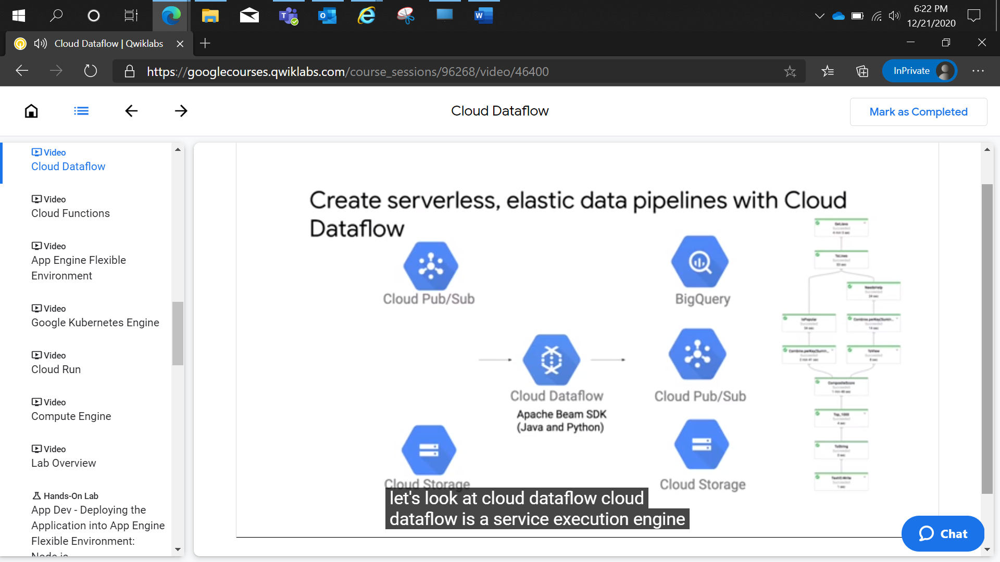 6:22 PM
12/21/2020
Cloud Dataflow | Qwiklabs
https://googlecourses.qwiklabs.com/course_sessions/96268/video/46400
InPrivate
Cloud Dataflow
Mark as Completed
Video
Cloud Dataflow
Video
Cloud Functions
Video
App Engine Flexible
Environment
Video
Google Kubernetes Engine
Video
Cloud Run
Video
Compute Engine
Video
Lab Overview
Hands-On Lab
App Dev - Deploying the
Application into App Engine
Flexible Environment:
Create serverless, elastic data pipelines with Cloud
Dataflow
Cloud Pub/Sub
BigQuery
Cloud Dataflow
Apache Beam SDK
(Java and Python)
Cloud Pub/Sub
Cloud Storage
Cloud Storage
let's look at cloud dataflow cloud
dataflow is a service execution engine
Chat